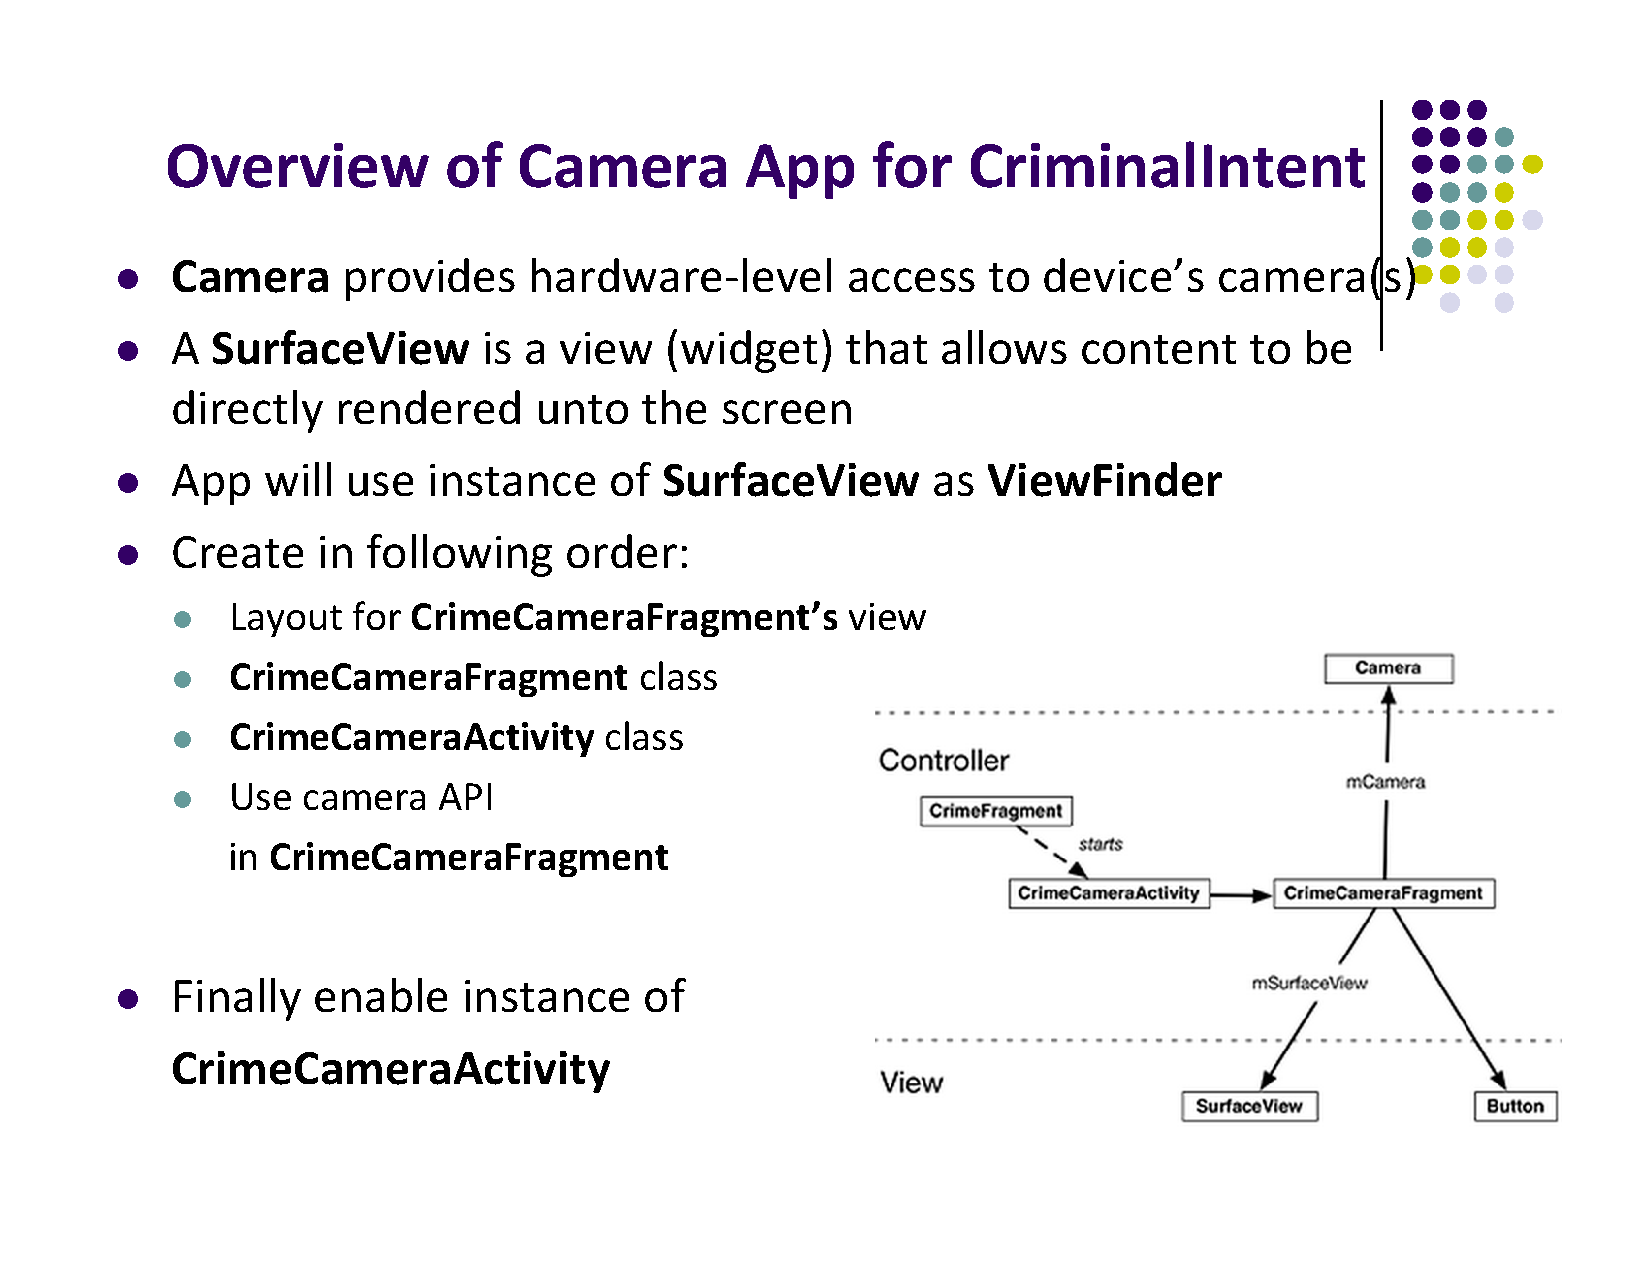 Overview of Camera App for CriminalIntent
Camera provides hardware-level access to device’s camera(s)
A SurfaceView is a view (widget) that allows content to be
directly rendered unto the screen
App will use instance of SurfaceView as ViewFinder
Create in following order:
Layout for CrimeCameraFragment’s view
CrimeCameraFragment class
CrimeCameraActivity class
Use camera API
in CrimeCameraFragment
Finally enable instance of
CrimeCameraActivity
Camera
Controller
mCamera
CrimeFragment
starts
CrimeCameraActivity
CrimeCameraFragment
mSurfaceView
View
SurfaceView
Button